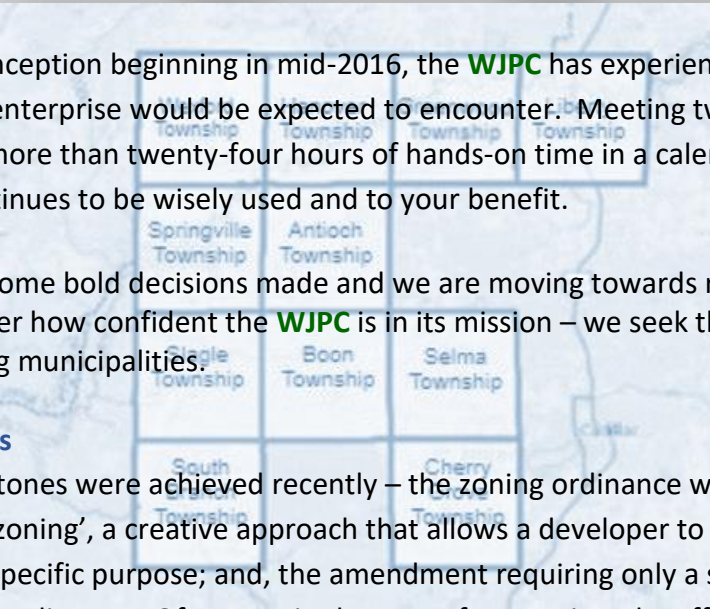 ception beginning in mid-2016, the WJPC has experien
enterprise would be expected to encounter. Meeting tw
Township Township Township Township
more than twenty-four hours of hands-on time in a caler
tinues to be wisely used and to your benefit.
Springville Township
Antioch Township
ome bold decisions made and we are moving towards
er how confident the WJPC is in its mission – we seek th
g municipalities.
Slagle Township
Boon Township
Selma Township
s
South Township
Cherry Grove Township
tones were achieved recently – the zoning ordinance w
zoning', a creative approach that allows a developer to
pecific purpose; and, the amendment requiring only a s